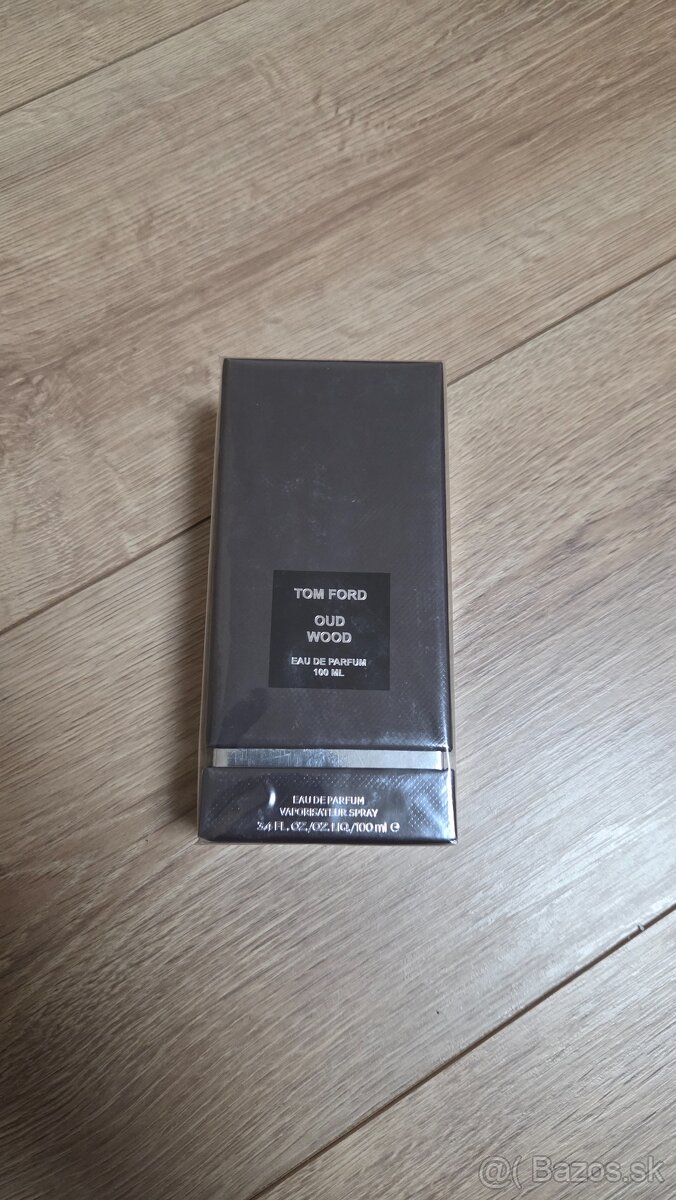 TOM FORD
OUD
WOOD
EAU DE PARFUM
100 ML
EAU DE PARFUM
VAPORISATEUR SPRAY
3.4 FL. OZ./OZ. LIQ./100 ml e
@( Bazos.sk